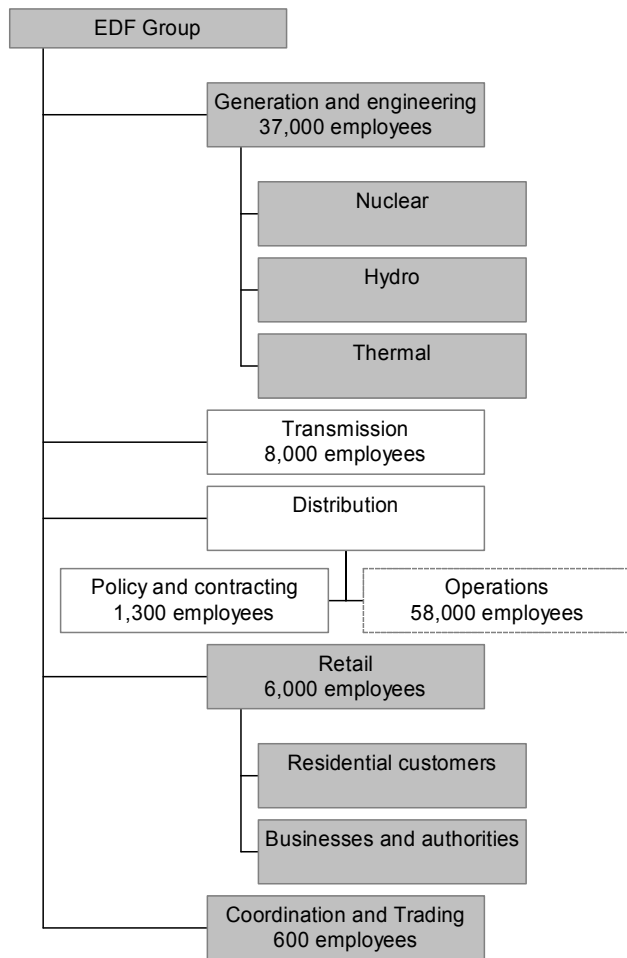 EDF Group
Generation and engineering
37,000 employees
Nuclear
Hydro
Thermal
Transmission
8,000 employees
Distribution
Policy and contracting
1,300 employees
Operations
58,000 employees
Retail
6,000 employees
Residential customers
Businesses and authorities
Coordination and Trading
600 employees